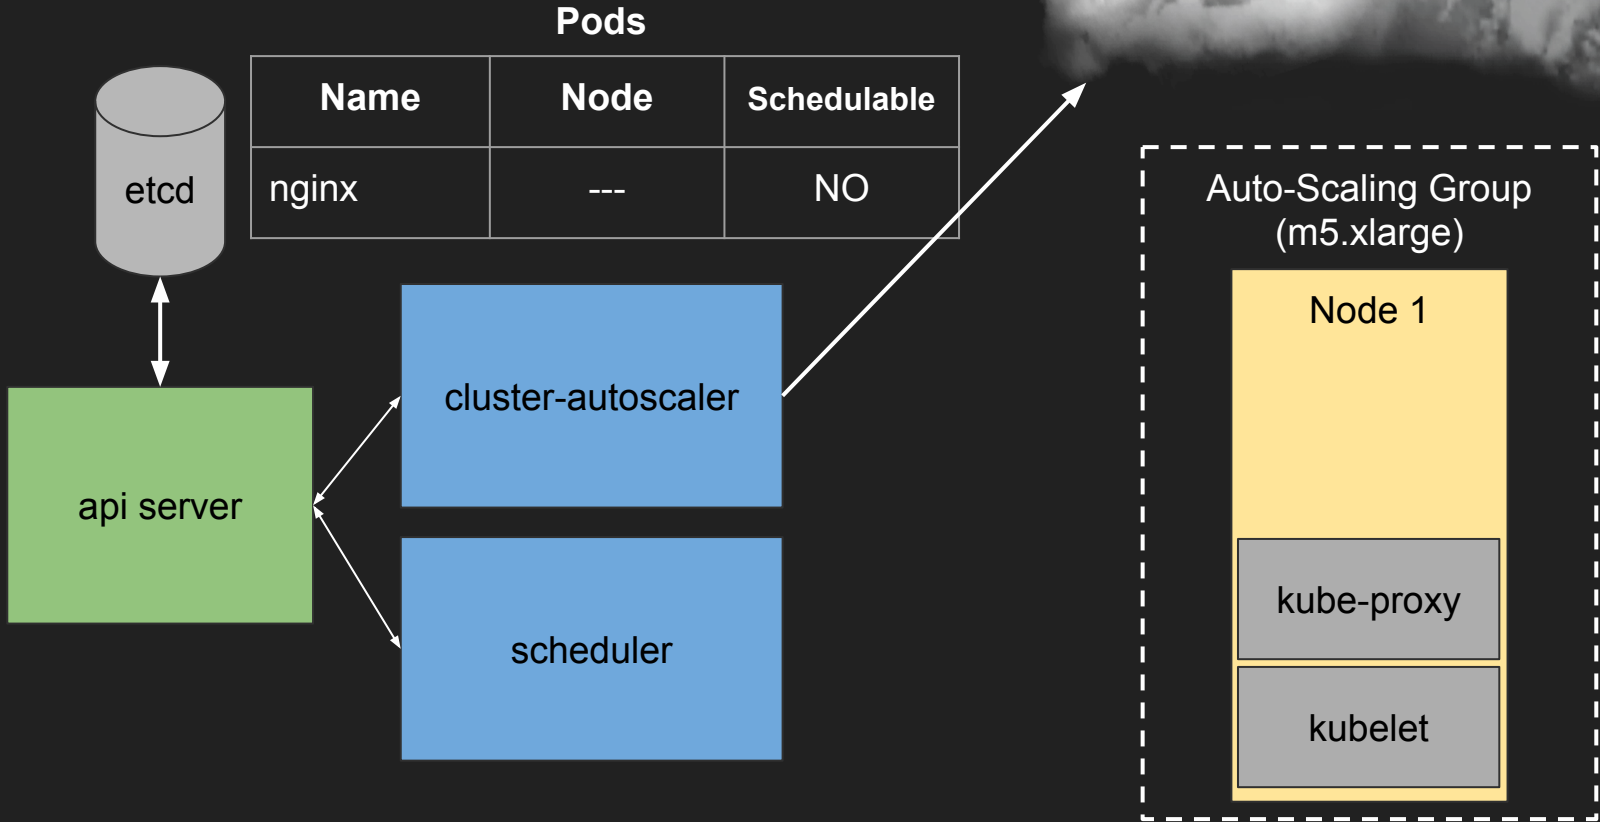 Pods
Name Node Schedulable
nginx --- NO
etcd
Auto-Scaling Group
(m5.xlarge)
Node 1
cluster-autoscaler
api server
kube-proxy
scheduler
kubelet